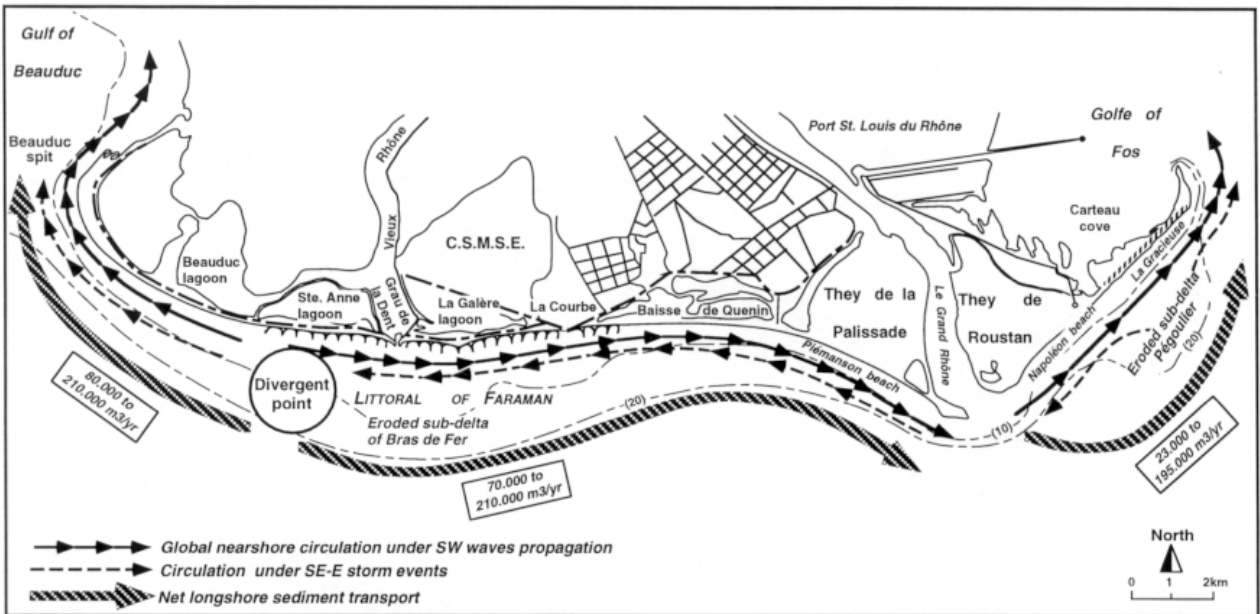 Gulf of
Beauduc
Beauduc
spit
Beauduc
lagoon
Ste. Anne
lagoon
Vieux
Rhône
Grau de
la Dent
C.S.M.S.E.
La Galère
lagoon
La Courbe
Baisse
de Quenin
Port St. Louis du Rhône
Golfe of
Fos
Carteau
cove
La Gracieuse
They de la
Palissade
Le Grand Rhône
They de
Roustan
Napoléon beach
Eroded sub-delta
Pégoulier
(20)
Plémanson beach
(10)
Divergent
point
LITTORAL OF FARAMAN
Eroded sub-delta
of Bras de Fer
(20)
80.000 to
210.000 m3/yr
70.000 to
210.000 m3/yr
23.000 to
195.000 m3/yr
Global nearshore circulation under SW waves propagation
Circulation under SE-E storm events
Net longshore sediment transport
North
0 1 2km